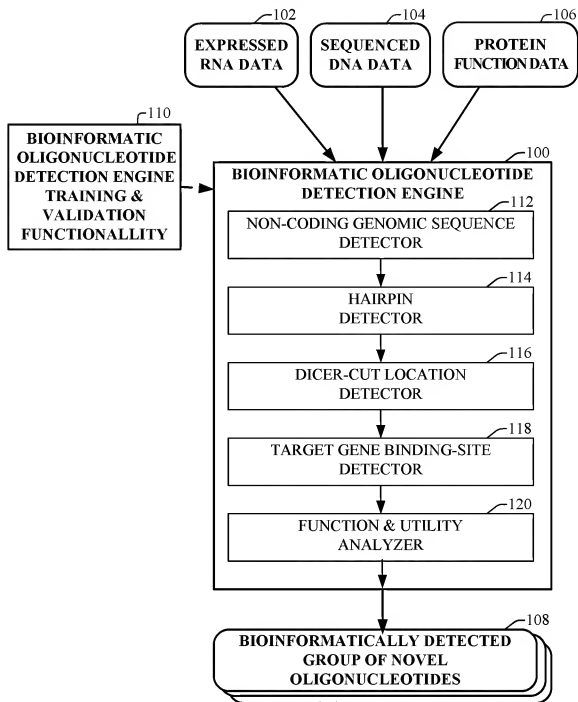 102
EXPRESSED
RNA DATA
104
SEQUENCED
DNA DATA
106
PROTEIN
FUNCTION DATA
110
BIOINFORMATIC
OLIGONUCLEOTIDE
DETECTION ENGINE
TRAINING &
VALIDATION
FUNCTIONALLITY
100
BIOINFORMATIC OLIGONUCLEOTIDE
DETECTION ENGINE
112
NON-CODING GENOMIC SEQUENCE
DETECTOR
114
HAIRPIN
DETECTOR
116
DICER-CUT LOCATION
DETECTOR
118
TARGET GENE BINDING-SITE
DETECTOR
120
FUNCTION & UTILITY
ANALYZER
108
BIOINFORMATICALLY DETECTED
GROUP OF NOVEL
OLIGONUCLEOTIDES